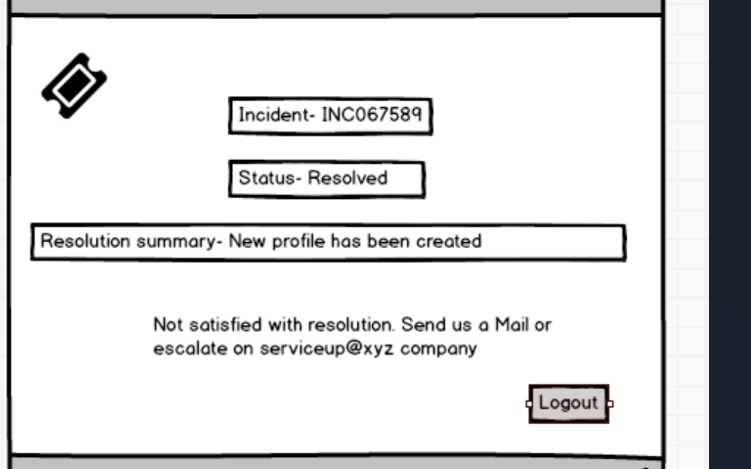 Incident- INC067589
Status- Resolved
Resolution summary- New profile has been created
Not satisfied with resolution. Send us a Mail or
escalate on serviceup@xyz company
Logout